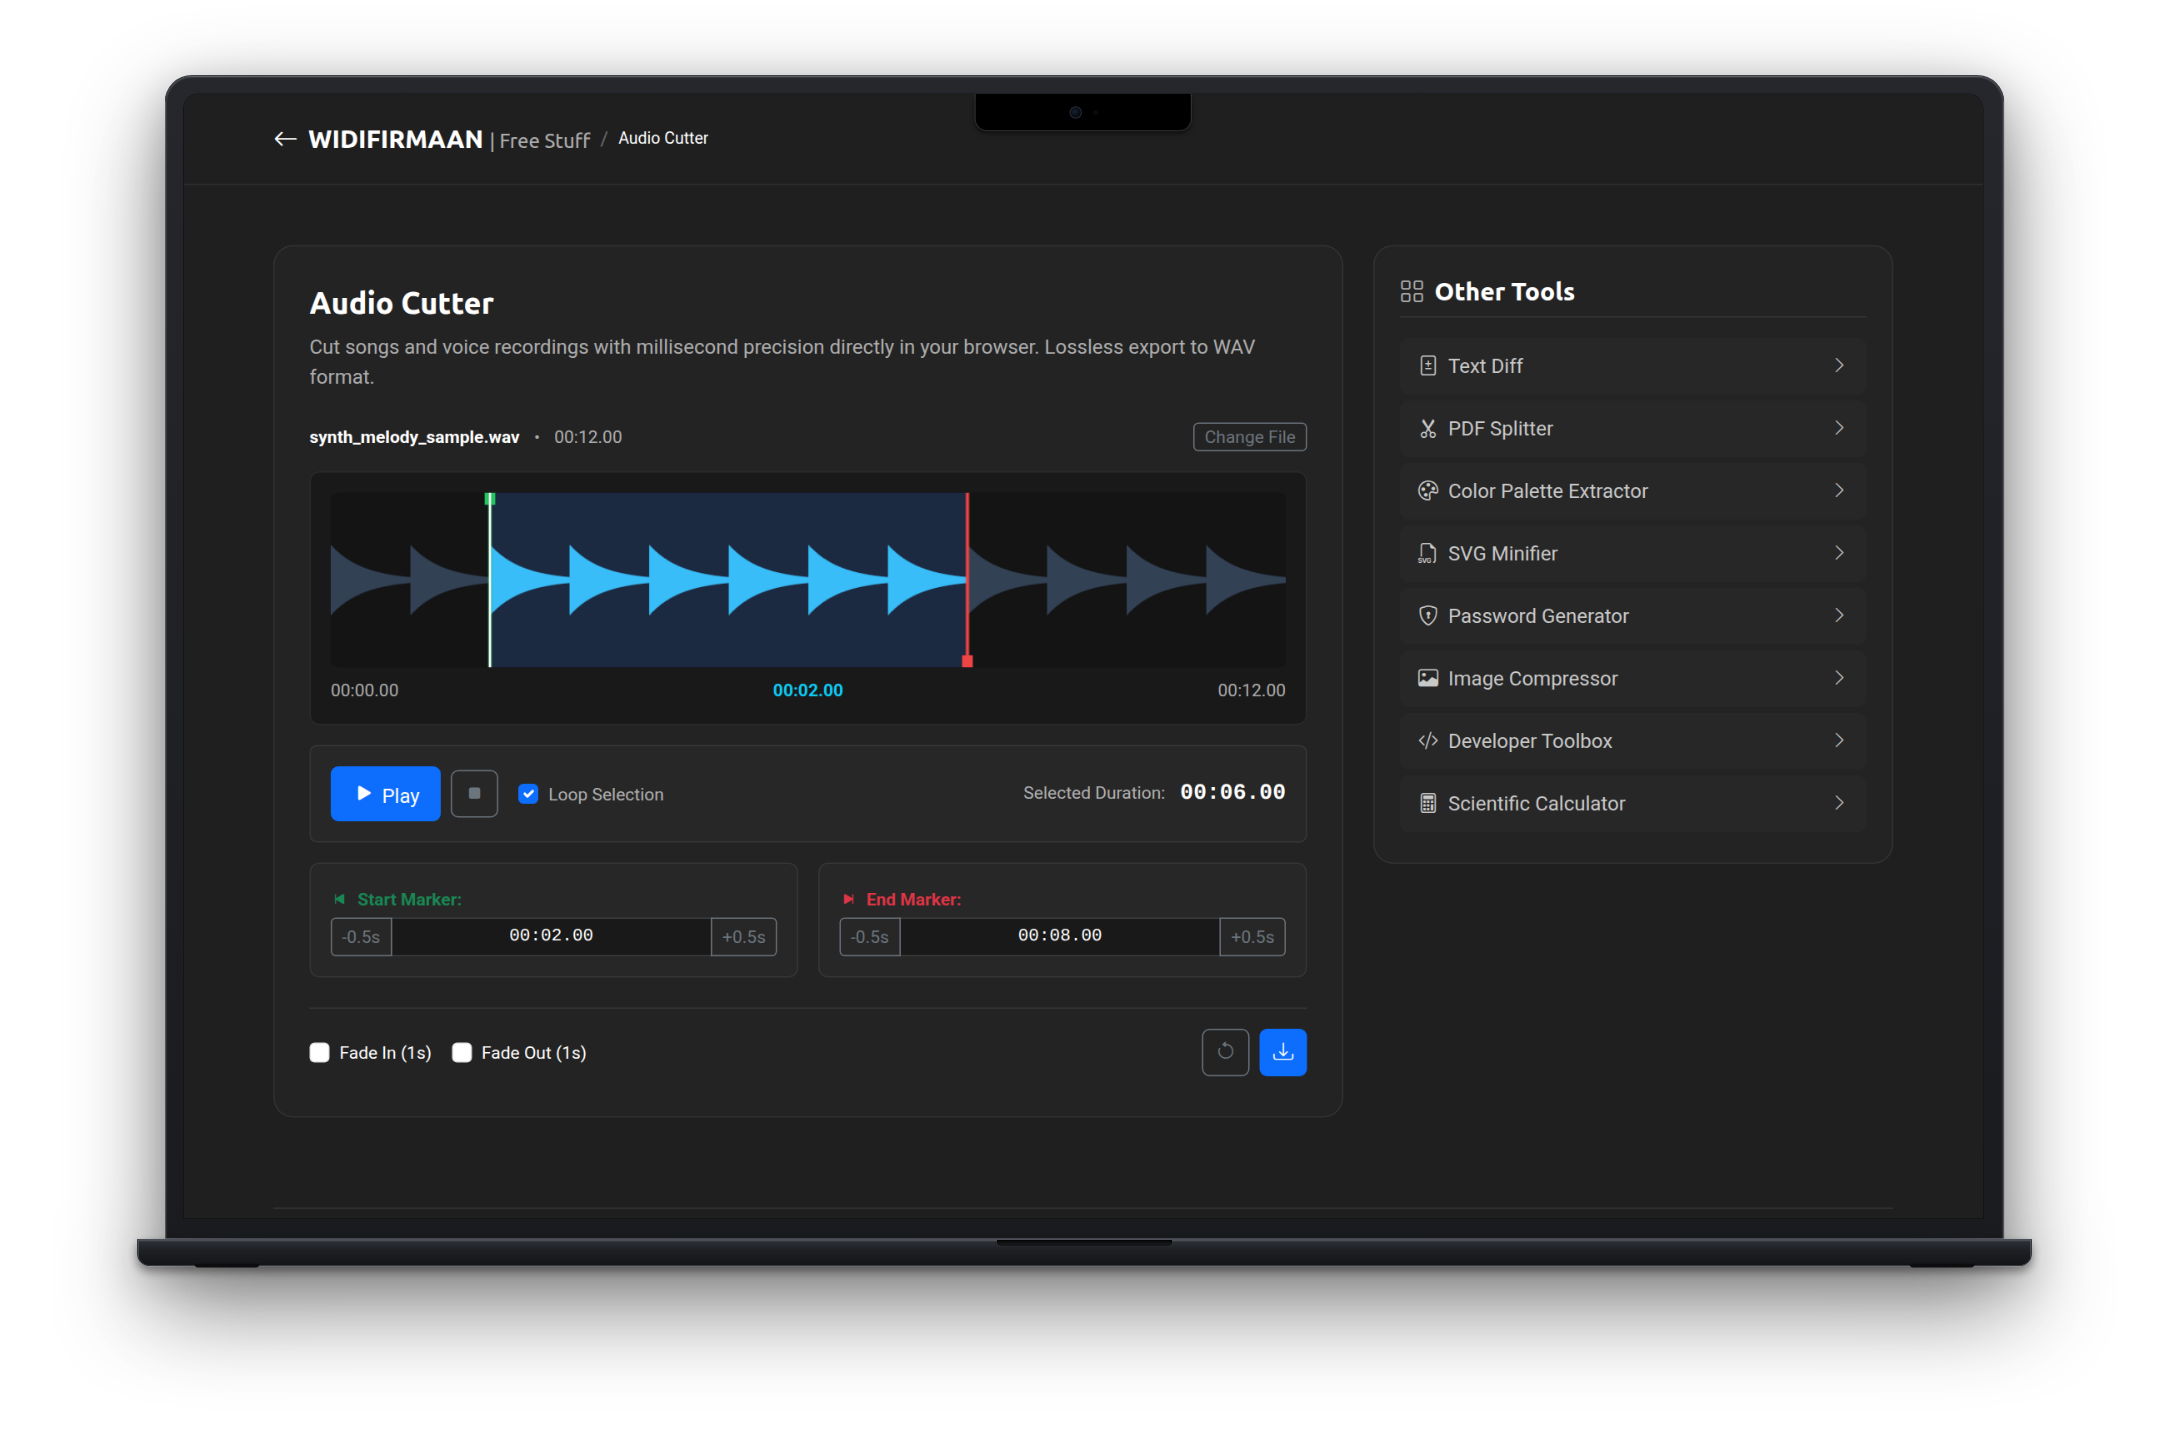 WIDIFIRMAAN | Free Stuff / Audio Cutter
Audio Cutter
Cut songs and voice recordings with millisecond precision directly in your browser. Lossless export to WAV
format.
synth_melody_sample.wav • 00:12.00
Change File
00:00.00
00:02.00
00:12.00
Play
Loop Selection
Selected Duration: 00:06.00
Start Marker:
-0.5s
00:02.00
+0.5s
End Marker:
-0.5s
00:08.00
+0.5s
Fade In (1s)
Fade Out (1s)
Other Tools
Text Diff
PDF Splitter
Color Palette Extractor
SVG Minifier
Password Generator
Image Compressor
Developer Toolbox
Scientific Calculator